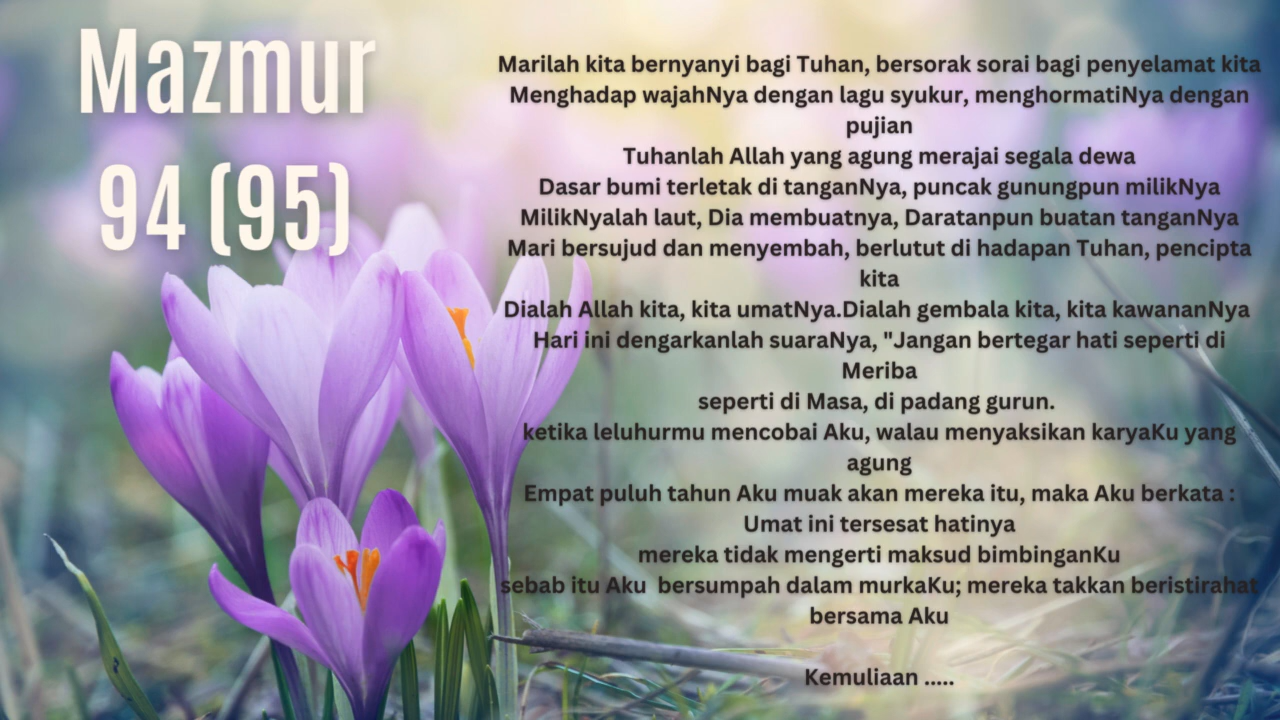 Mazmur
94 (95)
Marilah kita bernyanyi bagi Tuhan, bersorak sorai bagi penyelamat kita
Menghadap wajahNya dengan lagu syukur, menghormatiNya dengan
pujian
Tuhanlah Allah yang agung merajai segala dewa
Dasar bumi terletak di tanganNya, puncak gunungpun milikNya
MilikNyalah laut, Dia membuatnya, Daratanpun buatan tanganNya
Mari bersujud dan menyembah, berlutut di hadapan Tuhan, pencipta
kita
Dialah Allah kita, kita umatNya.Dialah gembala kita, kita kawananNya
Hari ini dengarkanlah suaraNya, "Jangan bertegar hati seperti di
Meriba
seperti di Masa, di padang gurun.
ketika leluhurmu mencobai Aku, walau menyaksikan karyaKu yang
agung
Empat puluh tahun Aku muak akan mereka itu, maka Aku berkata :
Umat ini tersesat hatinya
mereka tidak mengerti maksud bimbinganKu
sebab itu Aku  bersumpah dalam murkaKu; mereka takkan beristirahat
bersama Aku
Kemuliaan .....